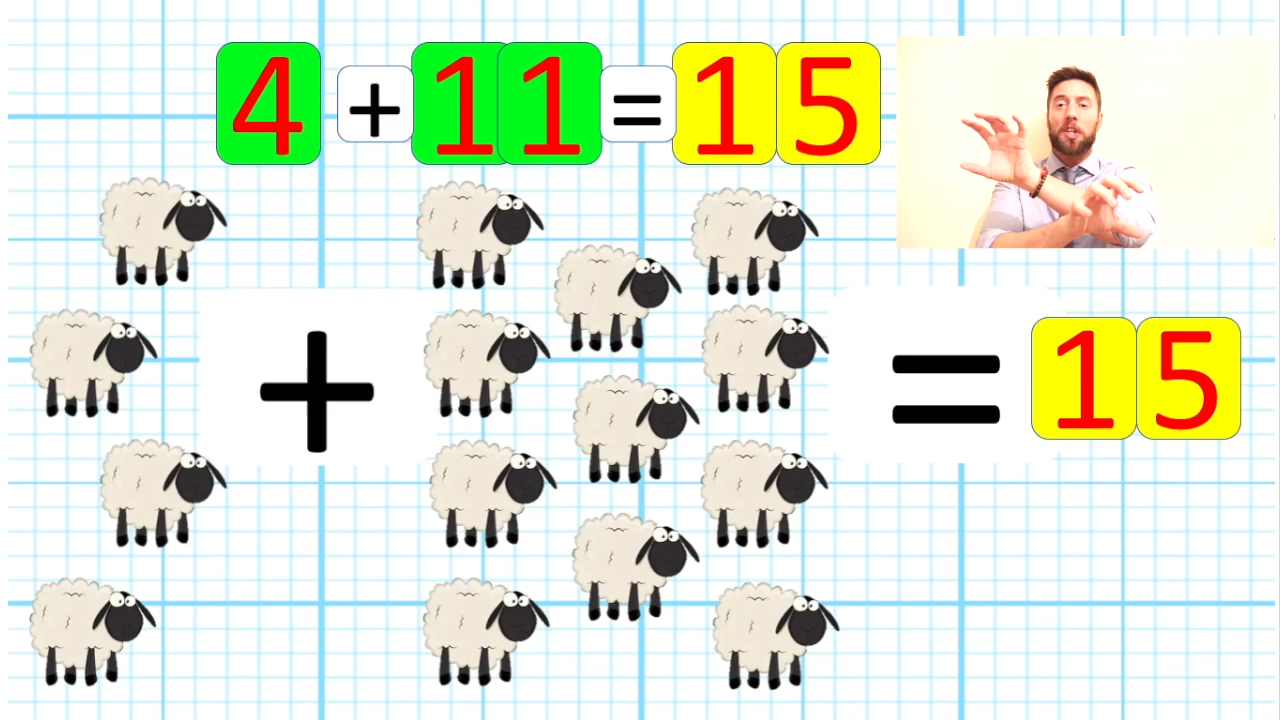 4 + 11 = 15
+ = 15